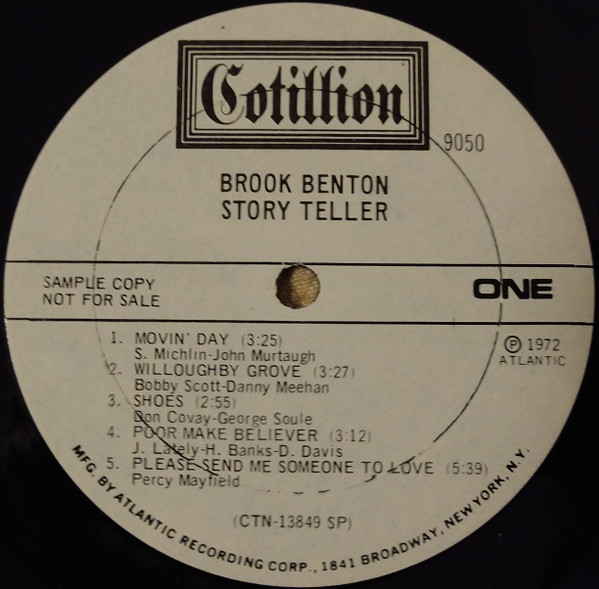 Cotillion
9050
BROOK BENTON
STORY TELLER
SAMPLE COPY
NOT FOR SALE
ONE
℗ 1972
ATLANTIC
1. MOVIN' DAY (3:25)
S. Michlin-John Murtaugh
2. WILLOUGHBY GROVE (3:27)
Bobby Scott-Danny Meehan
3. SHOES (2:55)
Don Covay-George Soule
4. POOR MAKE BELIEVER (3:12)
J. Lately-H. Banks-D. Davis
5. PLEASE SEND ME SOMEONE TO LOVE (5:39)
Percy Mayfield
(CTN-13849 SP)
MFG. BY ATLANTIC RECORDING CORP., 1841 BROADWAY, NEW YORK, N.Y.